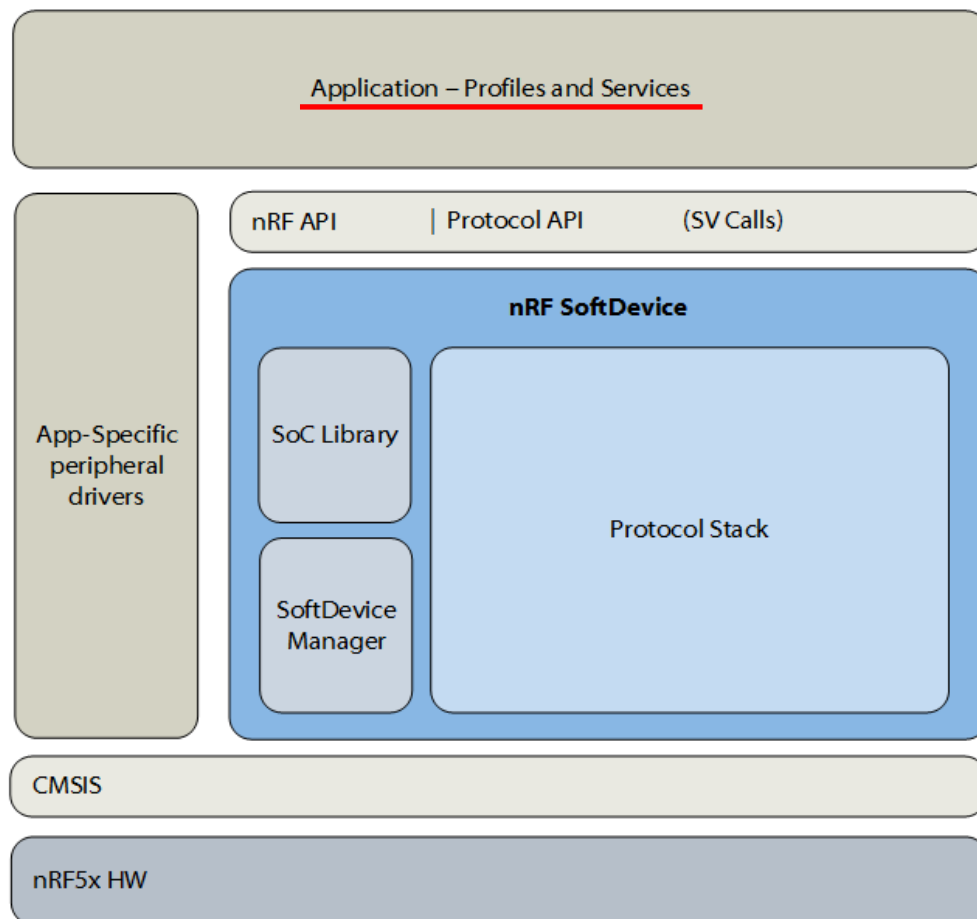 Application – Profiles and Services
nRF API | Protocol API (SV Calls)
nRF SoftDevice
App-Specific
peripheral
drivers
SoC Library
SoftDevice
Manager
Protocol Stack
CMSIS
nRF5x HW